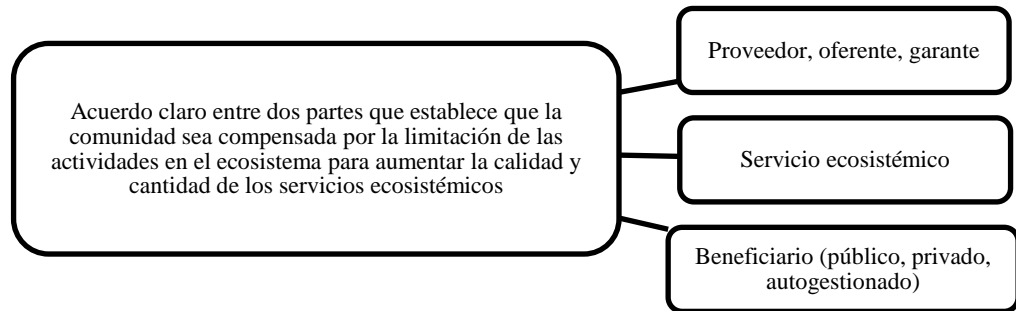 Acuerdo claro entre dos partes que establece que la
comunidad sea compensada por la limitación de las
actividades en el ecosistema para aumentar la calidad y
cantidad de los servicios ecosistémicos
Proveedor, oferente, garante
Servicio ecosistémico
Beneficiario (público, privado,
autogestionado)